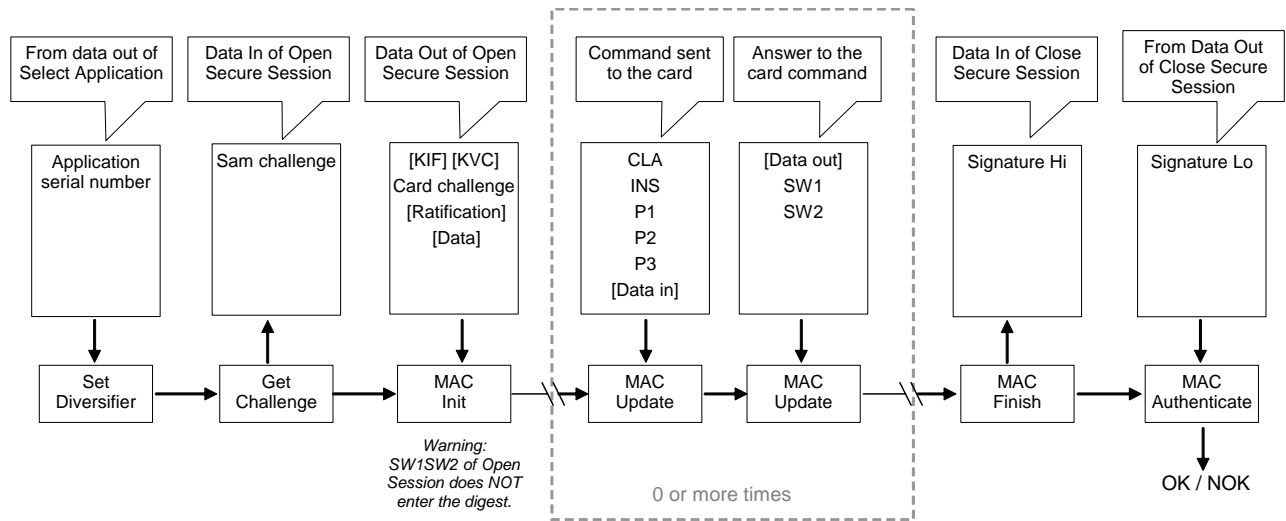 From data out of
Select Application
Data In of Open
Secure Session
Data Out of Open
Secure Session
Command sent
to the card
Answer to the
card command
Data In of Close
Secure Session
From Data Out
of Close Secure
Session
Application
serial number
Sam challenge
[KIF] [KVC]
Card challenge
[Ratification]
[Data]
CLA
INS
P1
P2
P3
[Data in]
[Data out]
SW1
SW2
Signature Hi
Signature Lo
Set
Diversifier
Get
Challenge
MAC
Init
MAC
Update
MAC
Update
MAC
Finish
MAC
Authenticate
Warning:
SW1SW2 of Open
Session does NOT
enter the digest.
0 or more times
OK / NOK